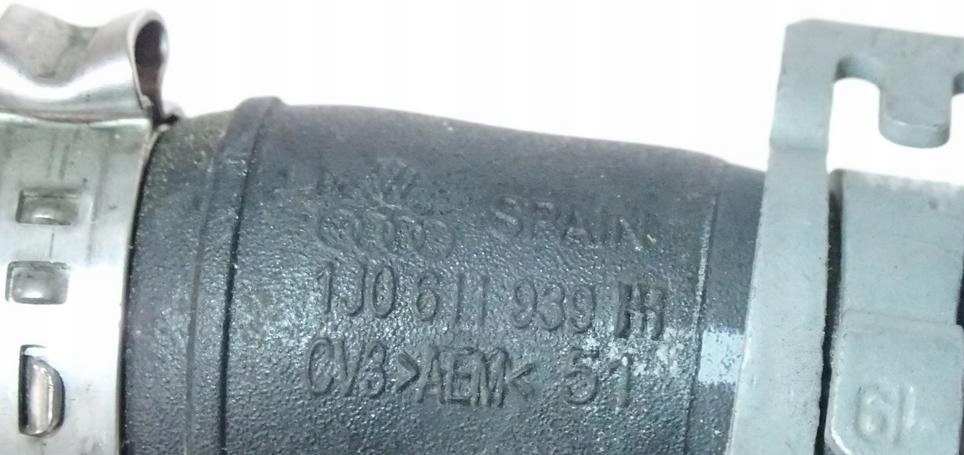 SPAIN
1J0 611 939
CV3 >AEM< 51